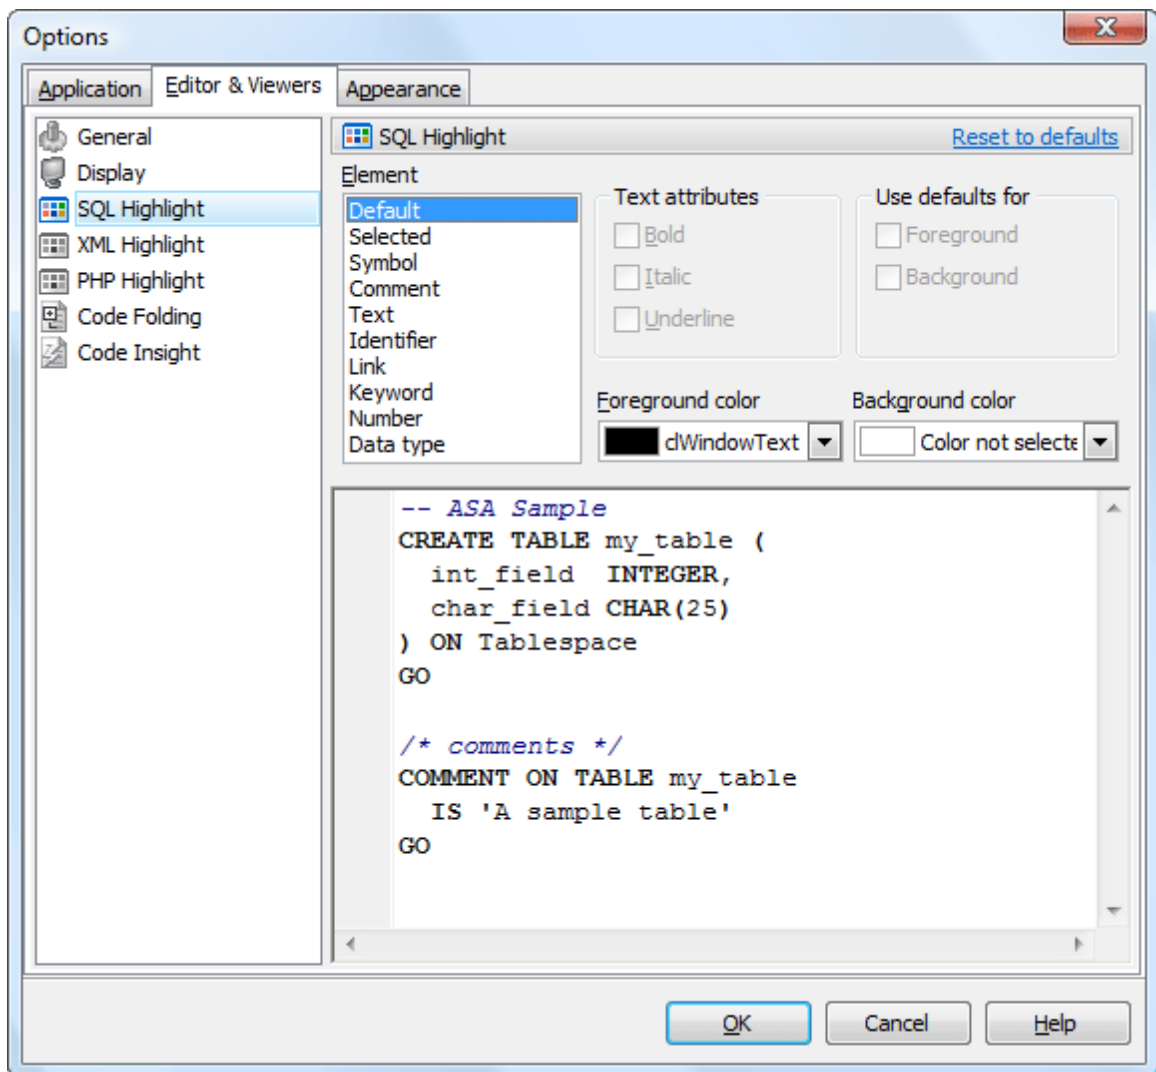 Options
Application
Editor & Viewers
Appearance
General
Display
SQL Highlight
XML Highlight
PHP Highlight
Code Folding
Code Insight
SQL Highlight
Reset to defaults
Element
Default
Selected
Symbol
Comment
Text
Identifier
Link
Keyword
Number
Data type
Text attributes
Bold
Italic
Underline
Use defaults for
Foreground
Background
Foreground color
clWindowText
Background color
Color not selecte
-- ASA Sample
CREATE TABLE my_table (
  int_field  INTEGER,
  char_field CHAR(25)
) ON Tablespace
GO
/* comments */
COMMENT ON TABLE my_table
  IS 'A sample table'
GO
OK
Cancel
Help